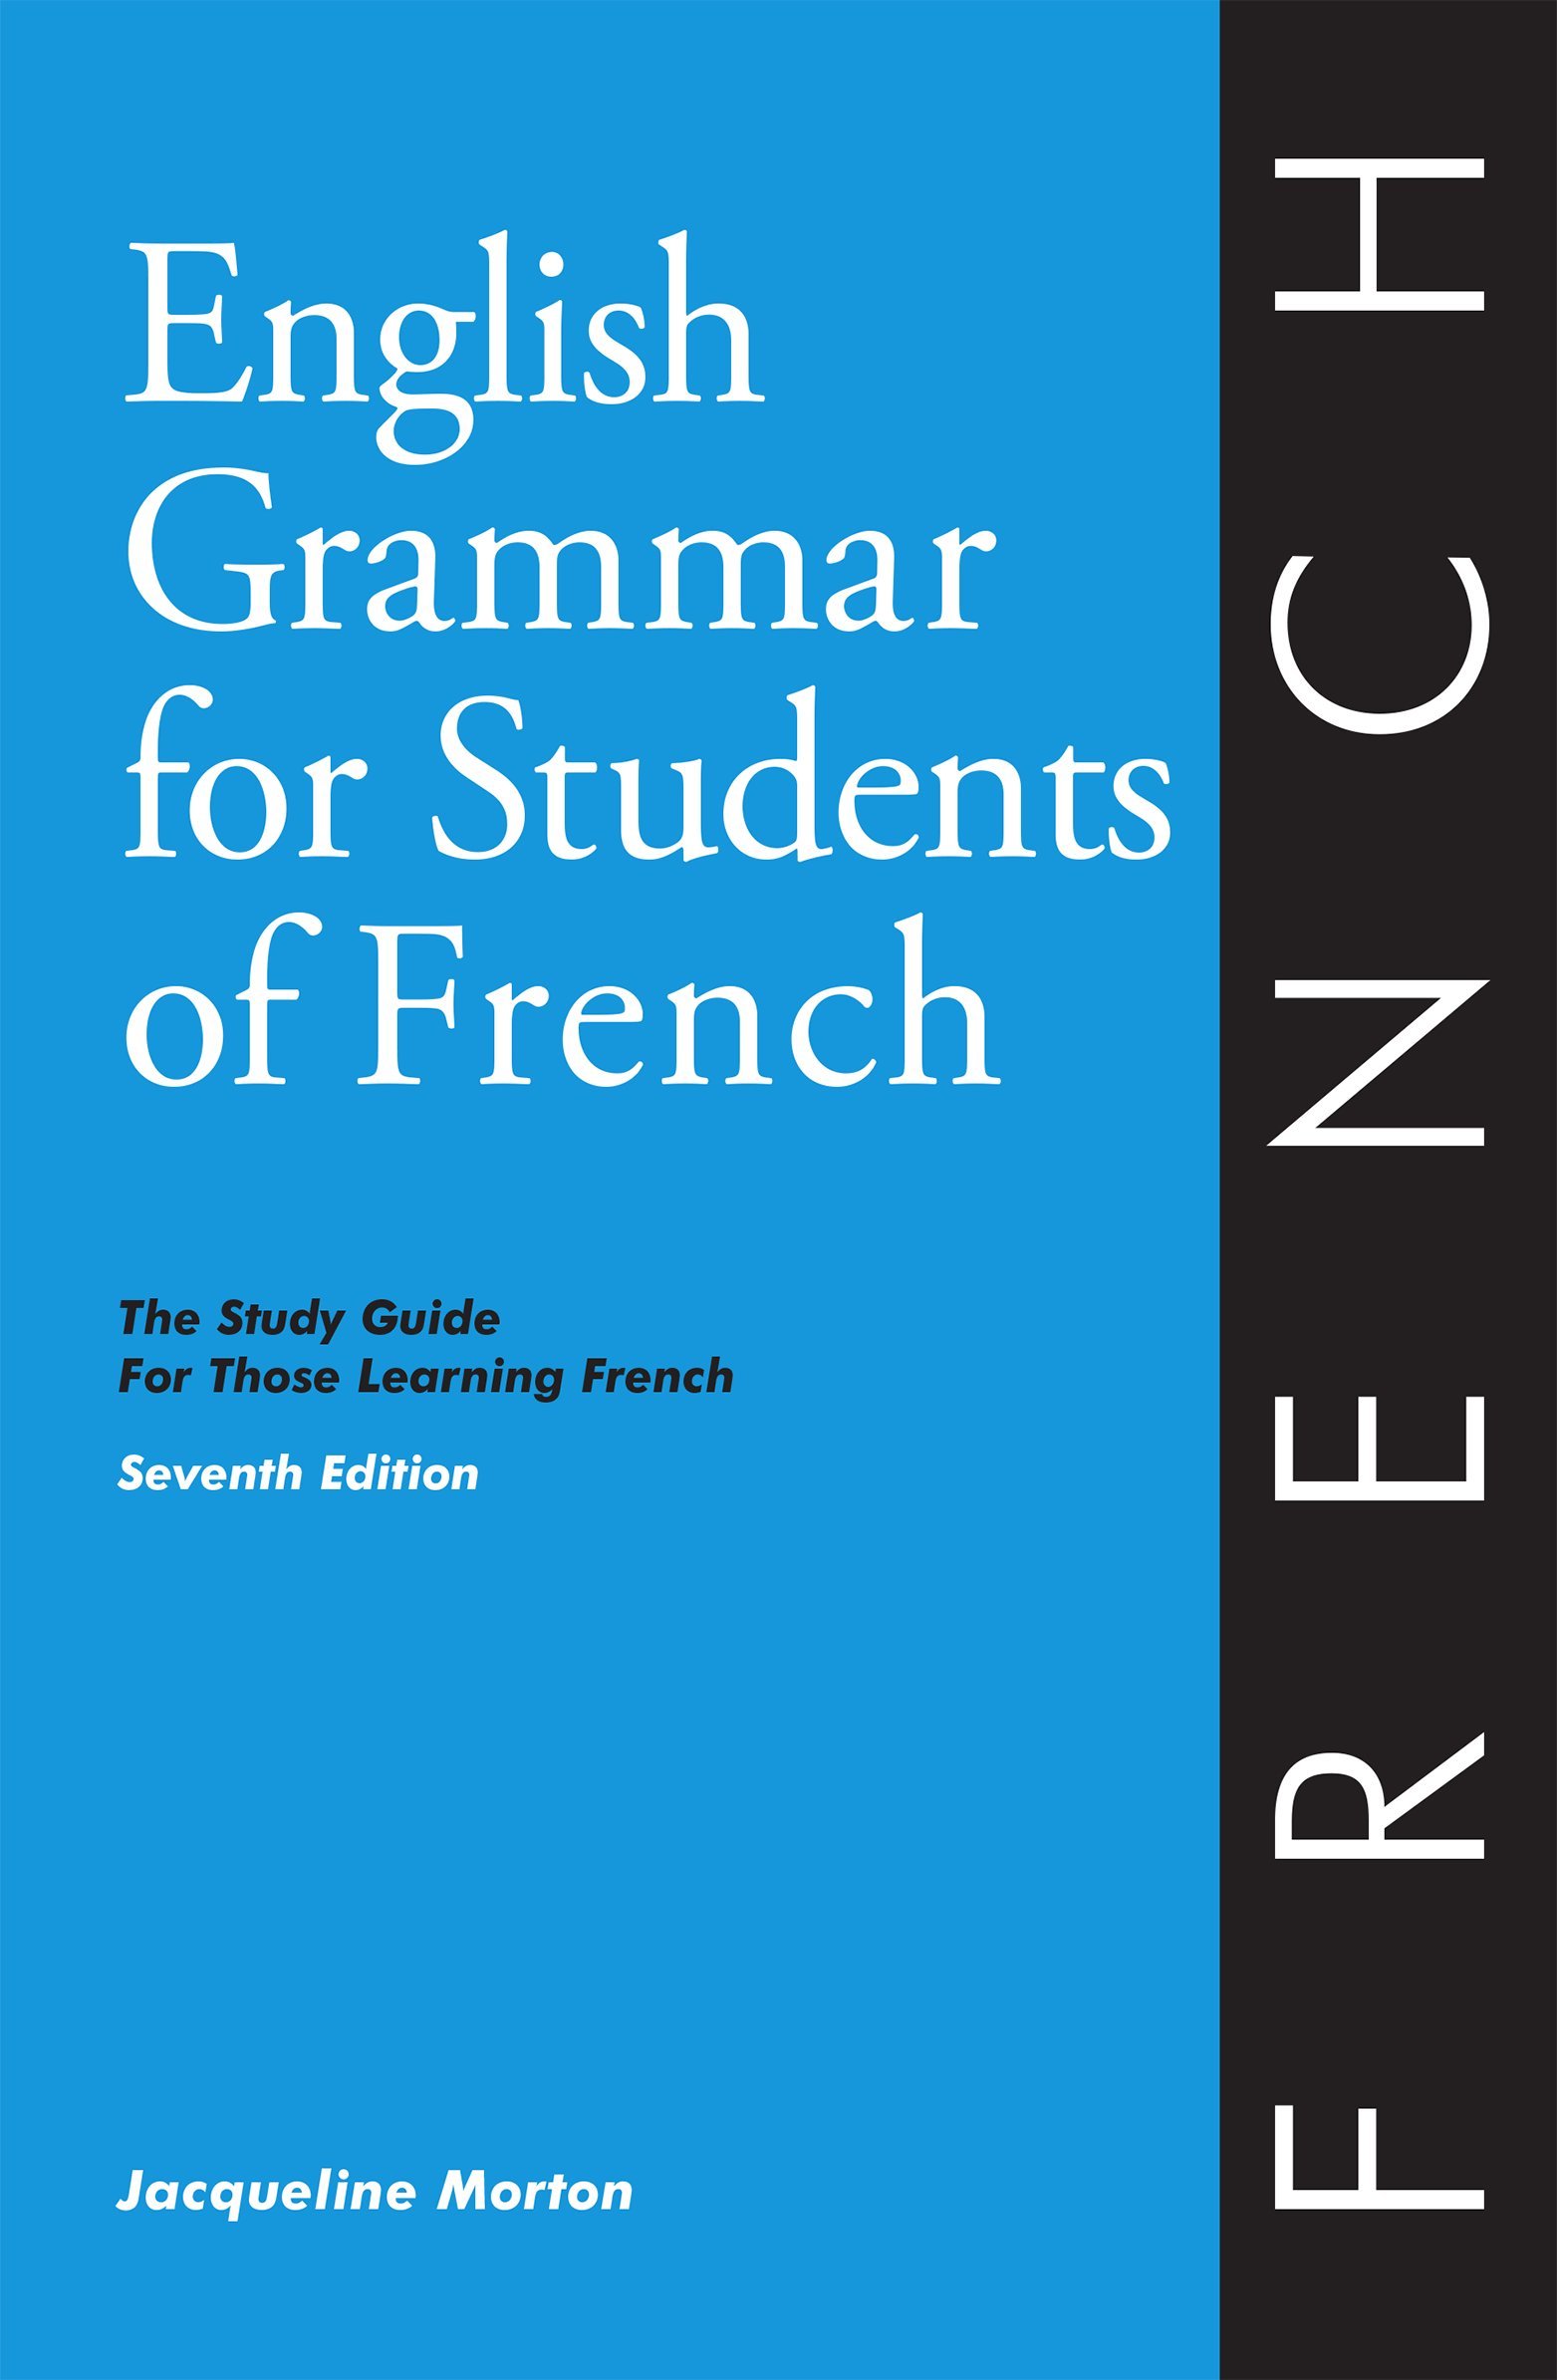 English
Grammar
for Students
of French
The Study Guide
For Those Learning French
Seventh Edition
Jacqueline Morton
FRENCH